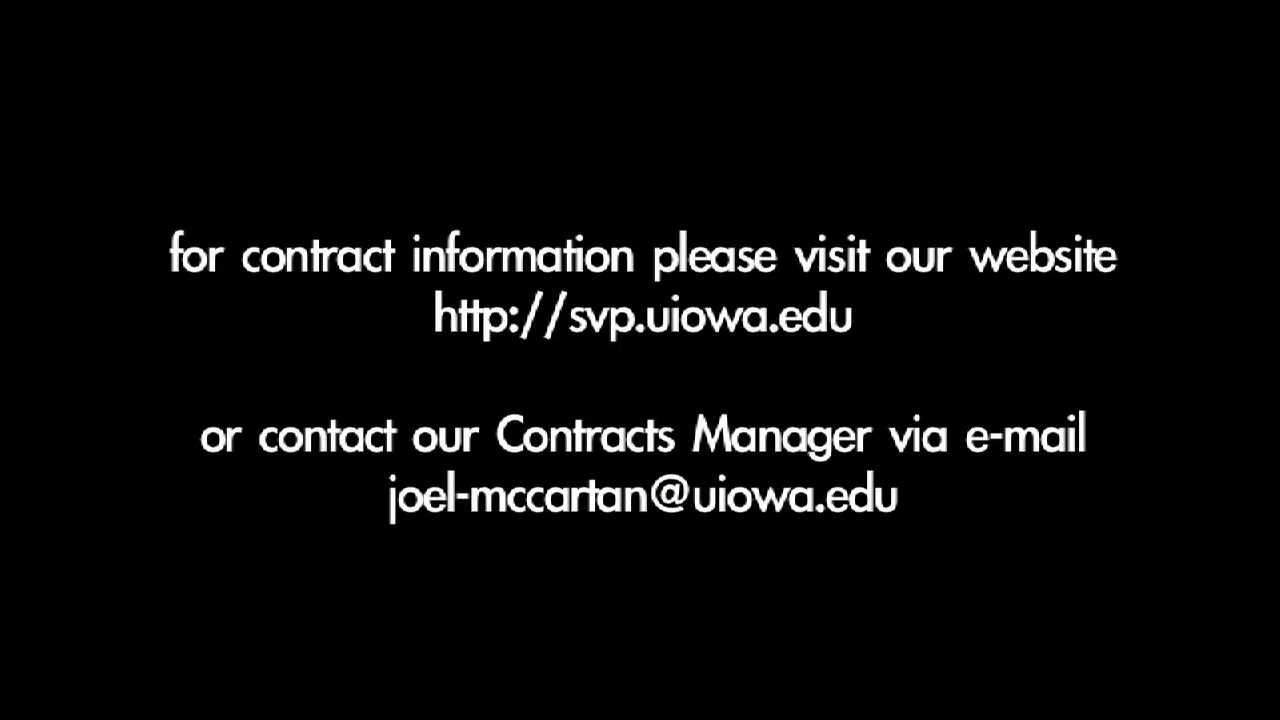 for contract information please visit our website
http://svp.uiowa.edu
or contact our Contracts Manager via e-mail
joel-mccartan@uiowa.edu